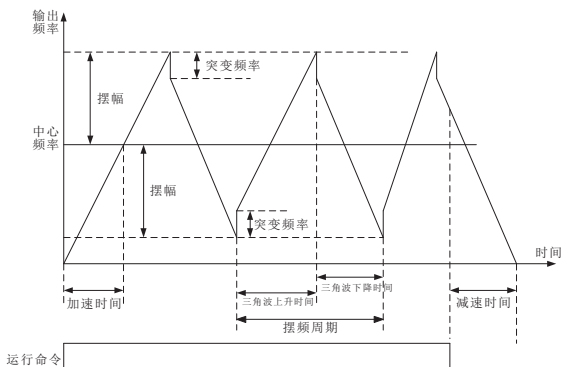 输出
频率
突变频率
摆幅
中心
频率
摆幅
突变频率
时间
加速时间
三角波上升时间
三角波下降时间
减速时间
摆频周期
运行命令